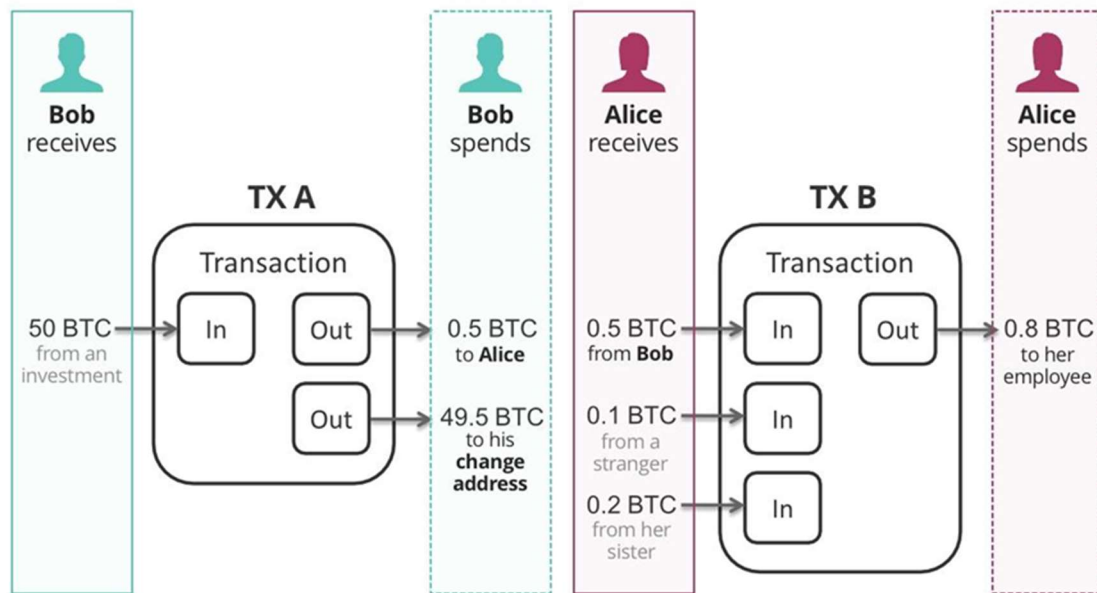 Bob
receives
Bob
spends
Alice
receives
Alice
spends
TX A
Transaction
In
Out
Out
50 BTC
from an
investment
0.5 BTC
to Alice
49.5 BTC
to his
change
address
TX B
Transaction
In
Out
In
In
0.5 BTC
from Bob
0.1 BTC
from a
stranger
0.2 BTC
from her
sister
0.8 BTC
to her
employee